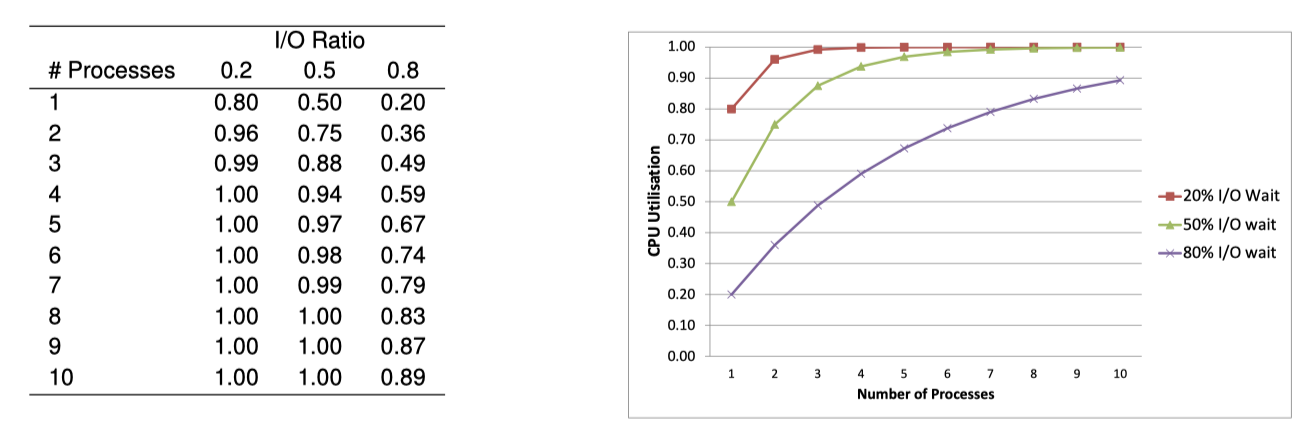 I/O Ratio
# Processes 0.2 0.5 0.8
1 0.80 0.50 0.20
2 0.96 0.75 0.36
3 0.99 0.88 0.49
4 1.00 0.94 0.59
5 1.00 0.97 0.67
6 1.00 0.98 0.74
7 1.00 0.99 0.79
8 1.00 1.00 0.83
9 1.00 1.00 0.87
10 1.00 1.00 0.89
CPU Utilisation
1.00
0.90
0.80
0.70
0.60
0.50
0.40
0.30
0.20
0.10
0.00
1 2 3 4 5 6 7 8 9 10
Number of Processes
20% I/O Wait
50% I/O wait
80% I/O wait